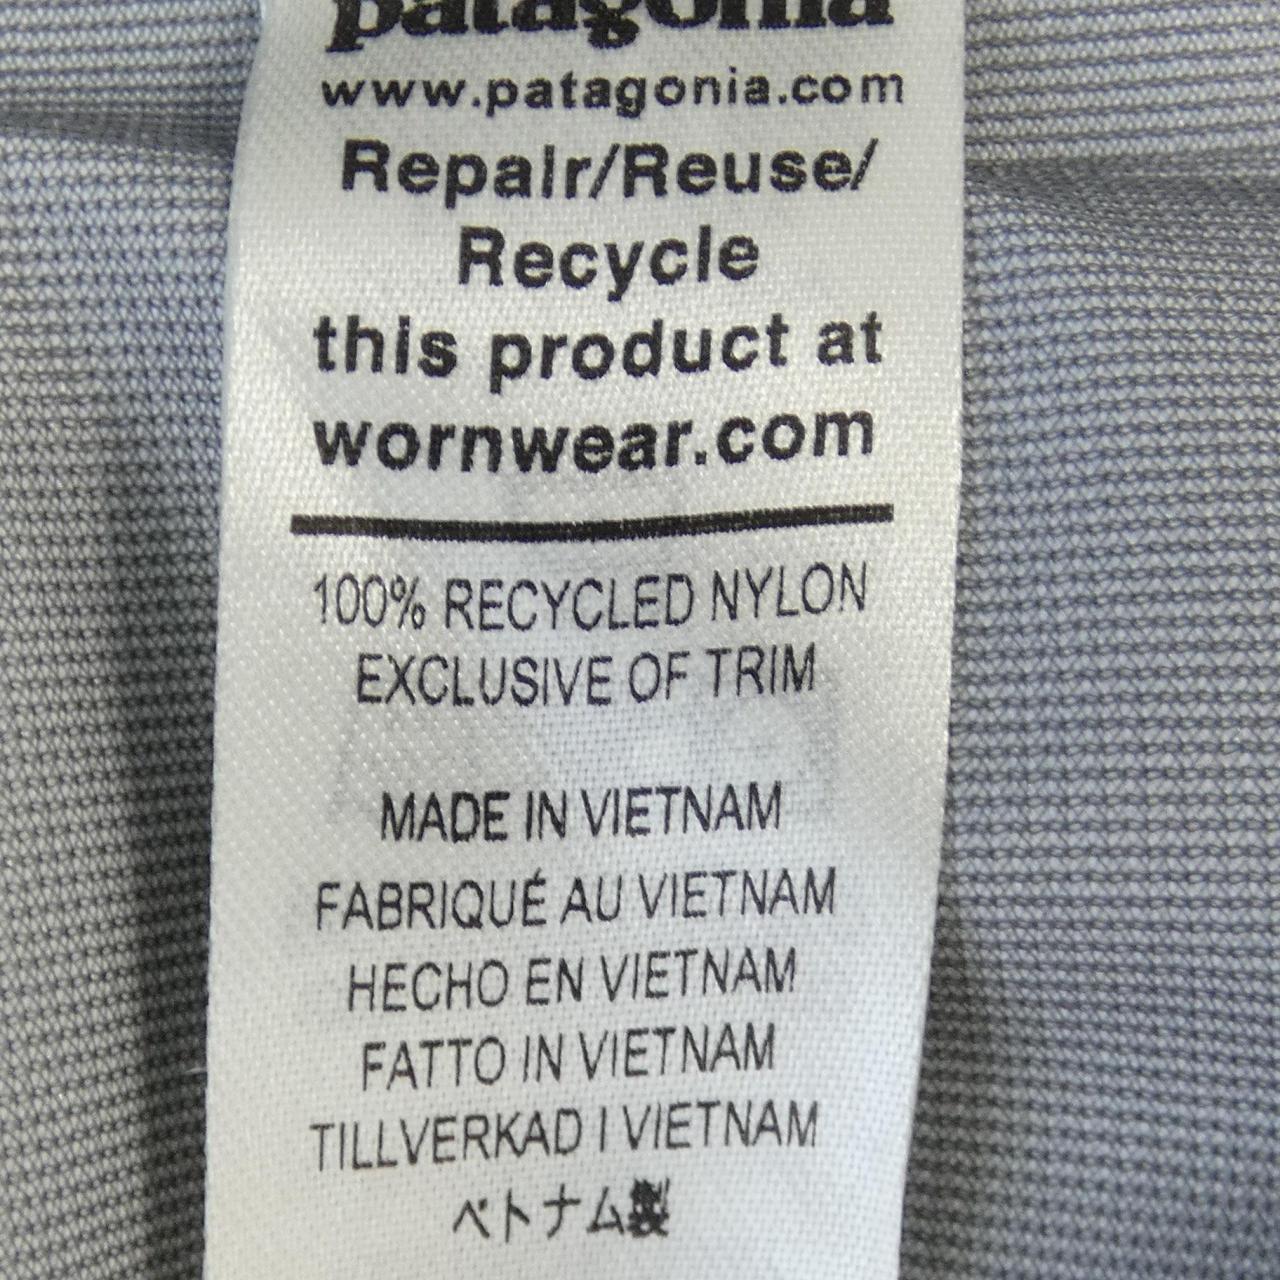 patagonia
www.patagonia.com
Repair/Reuse/
Recycle
this product at
wornwear.com
100% RECYCLED NYLON
EXCLUSIVE OF TRIM
MADE IN VIETNAM
FABRIQUÉ AU VIETNAM
HECHO EN VIETNAM
FATTO IN VIETNAM
TILLVERKAD I VIETNAM
ベトナム製